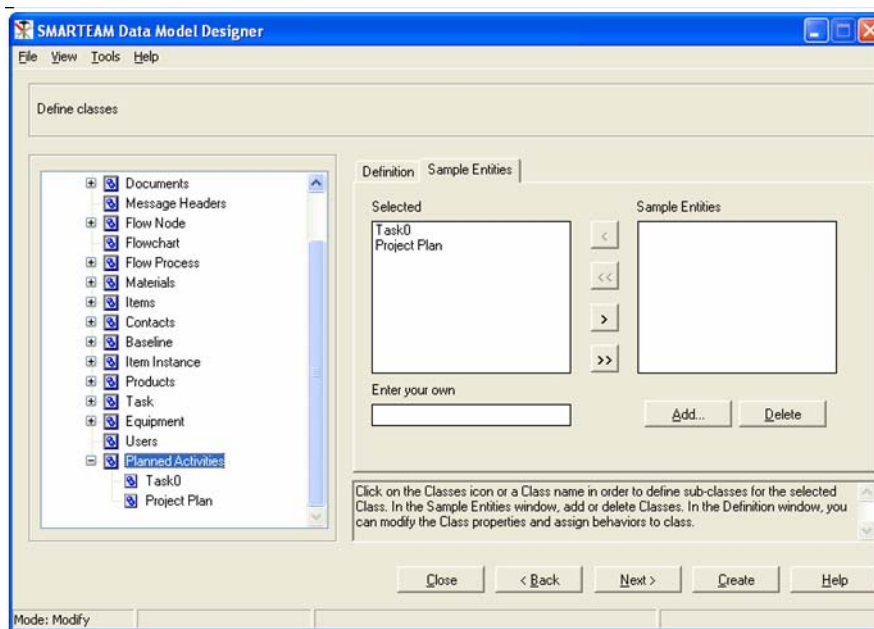 SMARTEAM Data Model Designer
File View Tools Help
Define classes
Documents
Message Headers
Flow Node
Flowchart
Flow Process
Materials
Items
Contacts
Baseline
Item Instance
Products
Task
Equipment
Users
Planned Activities
Task0
Project Plan
Definition Sample Entities
Selected
Task0
Project Plan
<
<<
>
>>
Sample Entities
Enter your own
Add... Delete
Click on the Classes icon or a Class name in order to define sub-classes for the selected
Class. In the Sample Entities window, add or delete Classes. In the Definition window, you
can modify the Class properties and assign behaviors to class.
Close < Back Next > Create Help
Mode: Modify